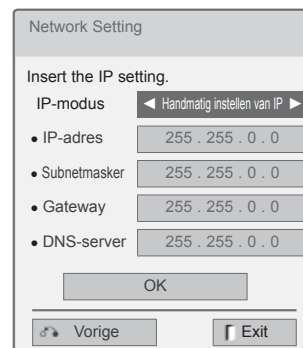 Network Setting
Insert the IP setting.
IP-modus ◀ Handmatig instellen van IP ▶
● IP-adres 255 . 255 . 0 . 0
● Subnetmasker 255 . 255 . 0 . 0
● Gateway 255 . 255 . 0 . 0
● DNS-server 255 . 255 . 0 . 0
OK
Vorige Exit